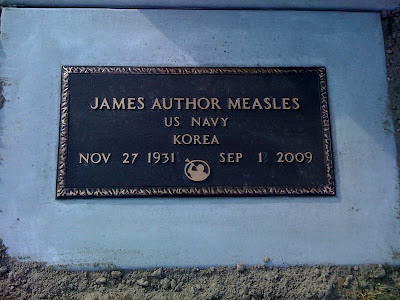 JAMES AUTHOR MEASLES
US NAVY
KOREA
NOV 27 1931 SEP 1 2009